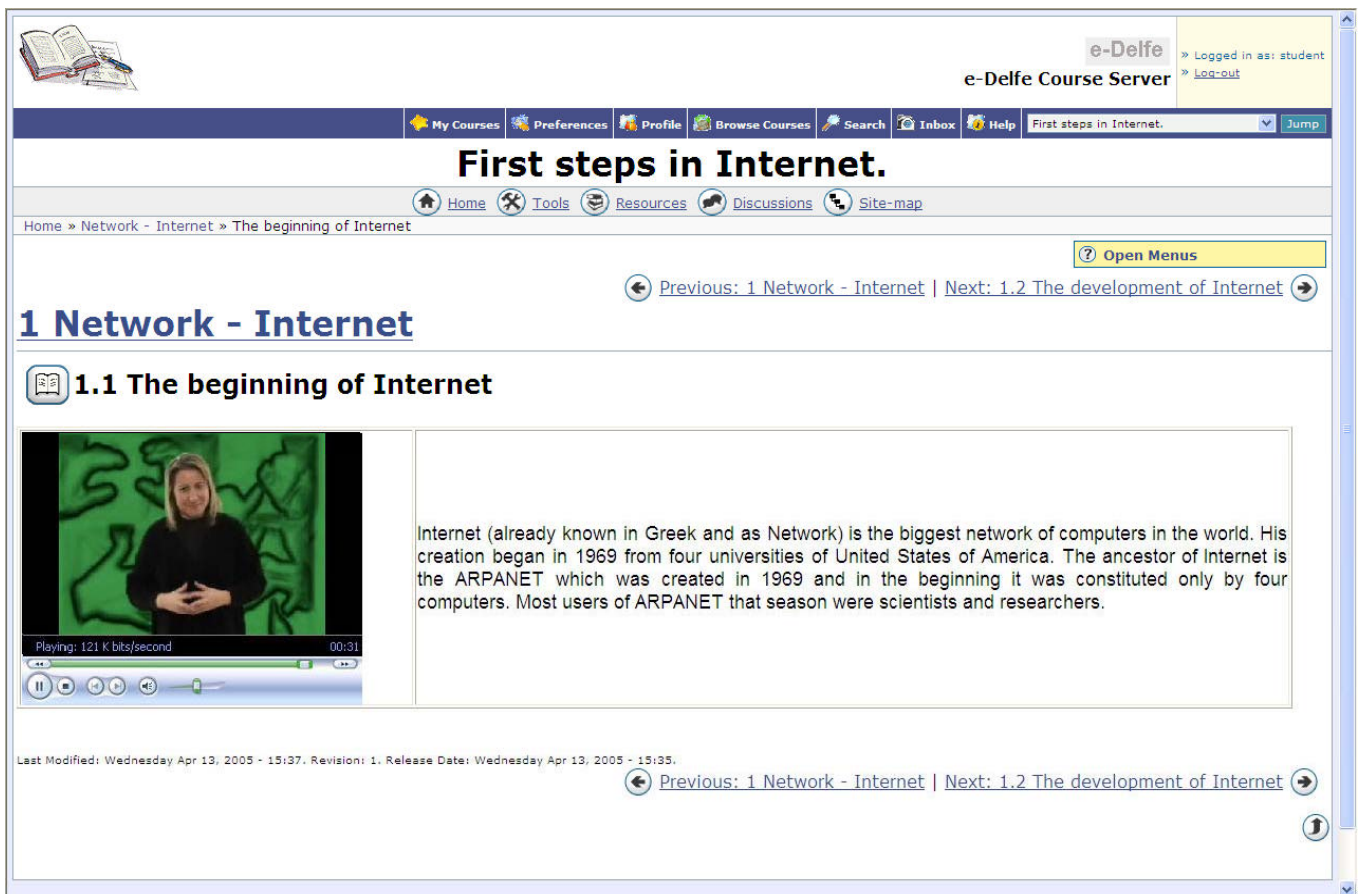 e-Delfe
» Logged in as: student
e-Delfe Course Server
» Log-out
My Courses Preferences Profile Browse Courses Search Inbox Help First steps in Internet. Jump
First steps in Internet.
Home Tools Resources Discussions Site-map
Home » Network - Internet » The beginning of Internet
? Open Menus
Previous: 1 Network - Internet | Next: 1.2 The development of Internet
1 Network - Internet
1.1 The beginning of Internet
Internet (already known in Greek and as Network) is the biggest network of computers in the world. His
creation began in 1969 from four universities of United States of America. The ancestor of Internet is
the ARPANET which was created in 1969 and in the beginning it was constituted only by four
computers. Most users of ARPANET that season were scientists and researchers.
Playing: 121 K bits/second 00:31
Last Modified: Wednesday Apr 13, 2005 - 15:37. Revision: 1. Release Date: Wednesday Apr 13, 2005 - 15:35.
Previous: 1 Network - Internet | Next: 1.2 The development of Internet